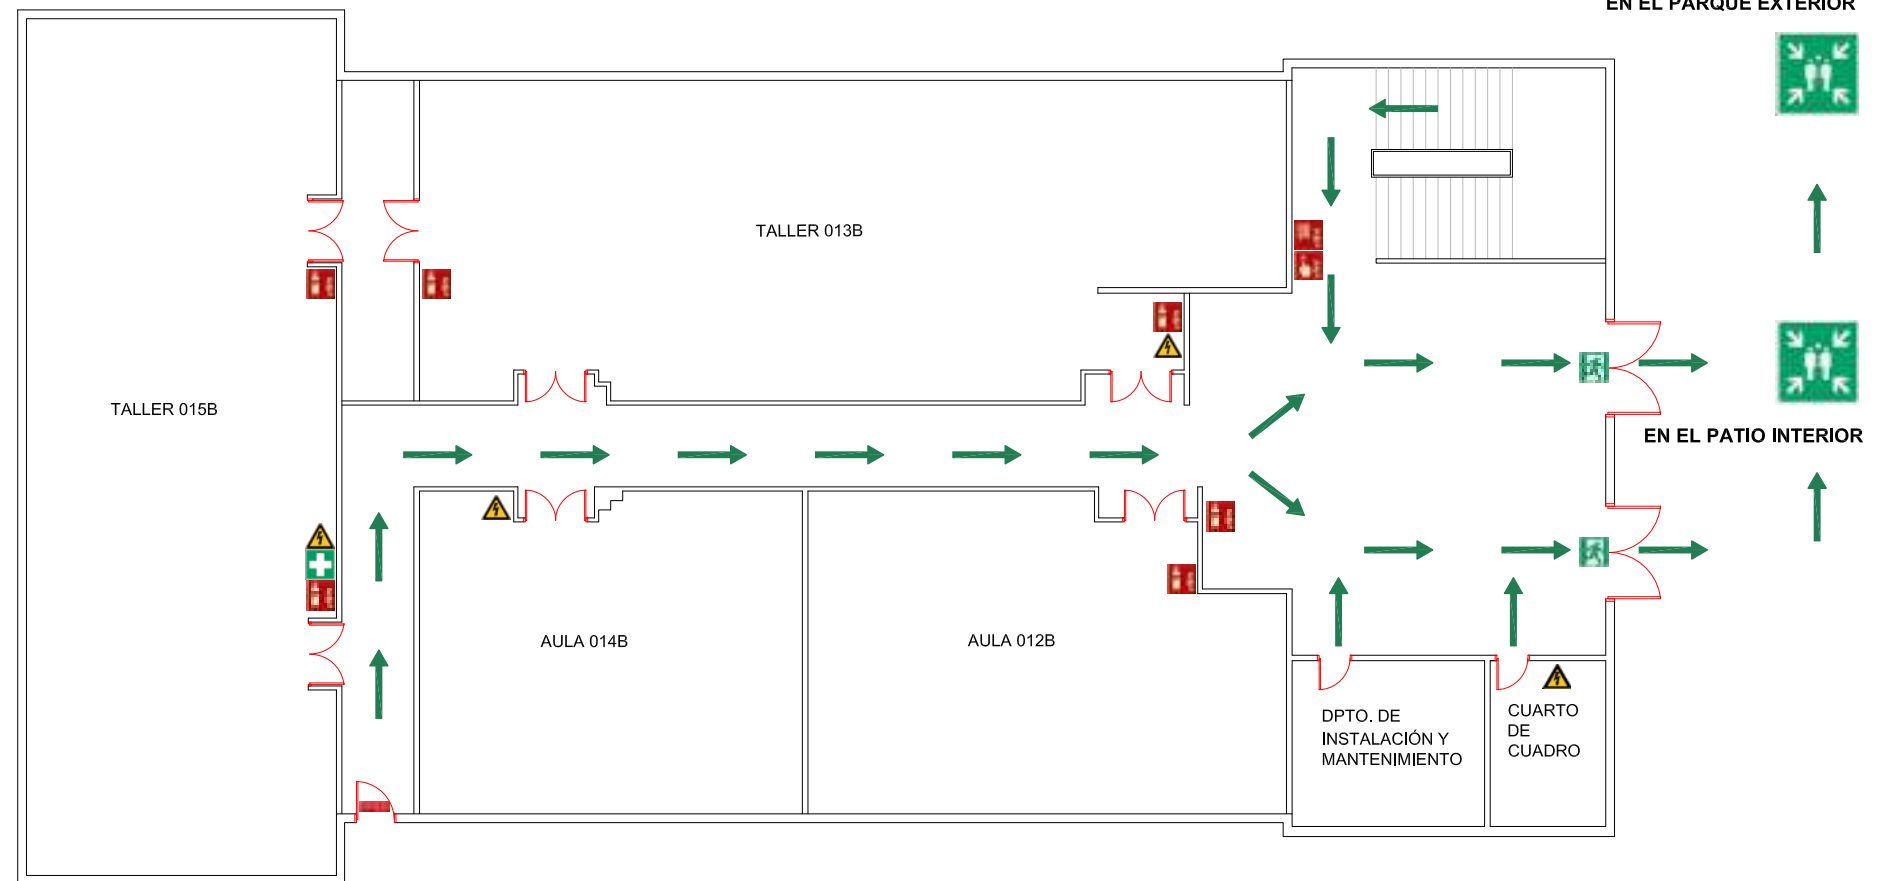 EN EL PARQUE EXTERIOR
TALLER 013B
TALLER 015B
EN EL PATIO INTERIOR
AULA 014B
AULA 012B
DPTO. DE
INSTALACIÓN Y
MANTENIMIENTO
CUARTO
DE
CUADRO